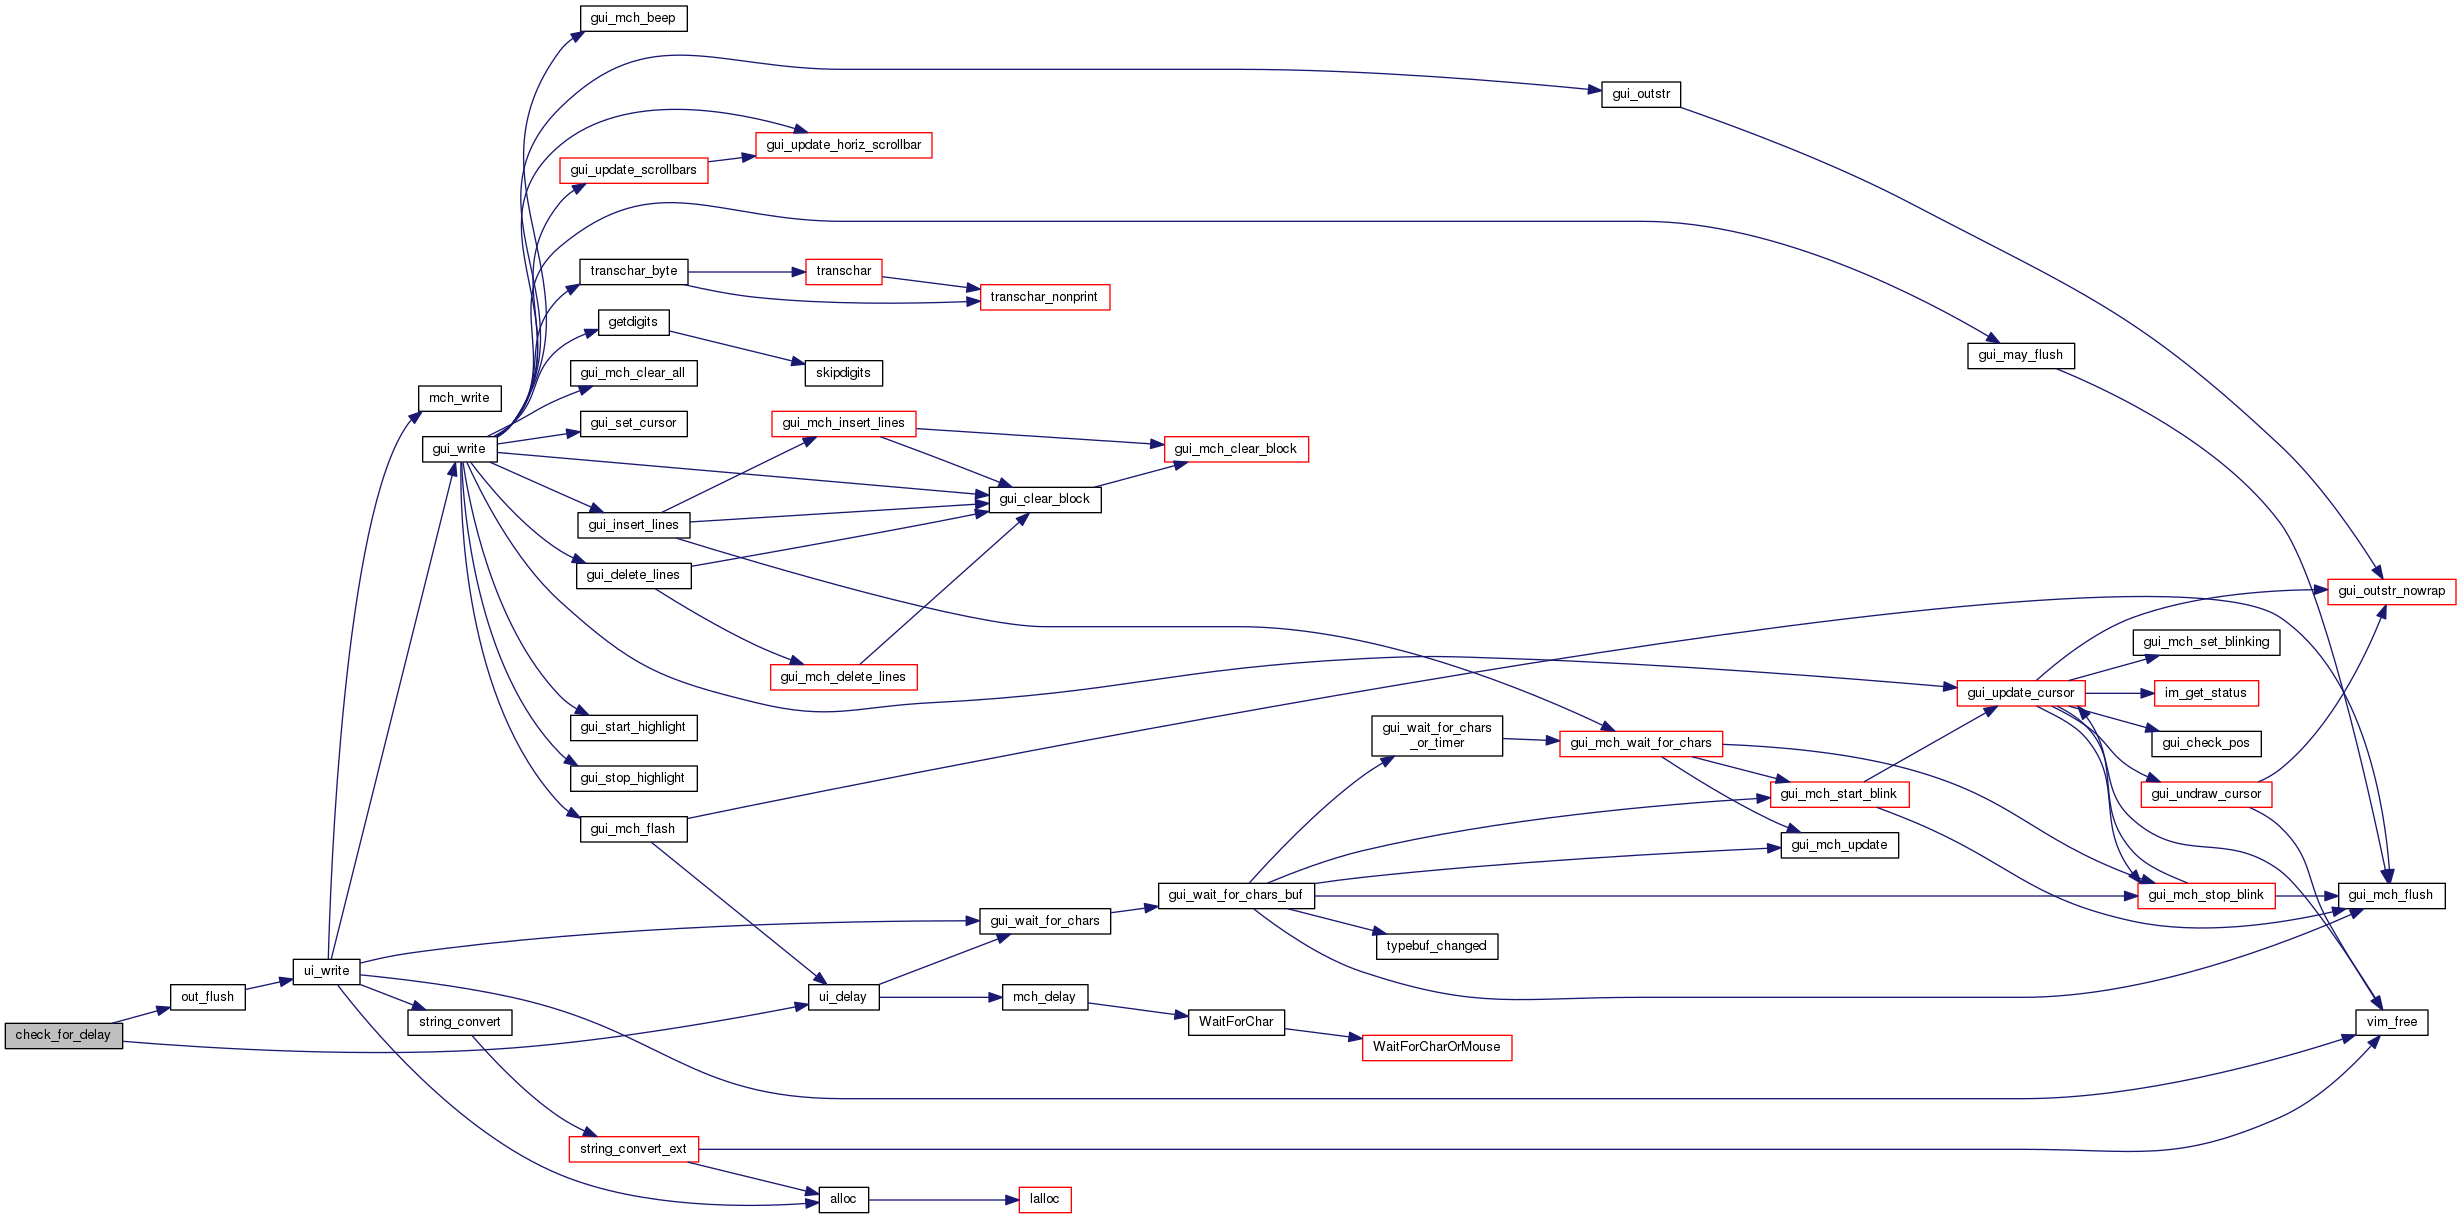 gui_mch_beep
gui_outstr
gui_update_horiz_scrollbar
gui_update_scrollbars
transchar_byte
transchar
transchar_nonprint
getdigits
gui_may_flush
gui_mch_clear_all
skipdigits
mch_write
gui_set_cursor
gui_mch_insert_lines
gui_write
gui_mch_clear_block
gui_clear_block
gui_insert_lines
gui_delete_lines
gui_outstr_nowrap
gui_mch_set_blinking
gui_mch_delete_lines
gui_update_cursor
im_get_status
gui_start_highlight
gui_wait_for_chars
_or_timer
gui_mch_wait_for_chars
gui_check_pos
gui_stop_highlight
gui_mch_start_blink
gui_undraw_cursor
gui_mch_flash
gui_mch_update
gui_wait_for_chars_buf
gui_mch_stop_blink
gui_mch_flush
gui_wait_for_chars
typebuf_changed
ui_write
out_flush
ui_delay
mch_delay
string_convert
WaitForChar
vim_free
check_for_delay
WaitForCharOrMouse
string_convert_ext
alloc
lalloc